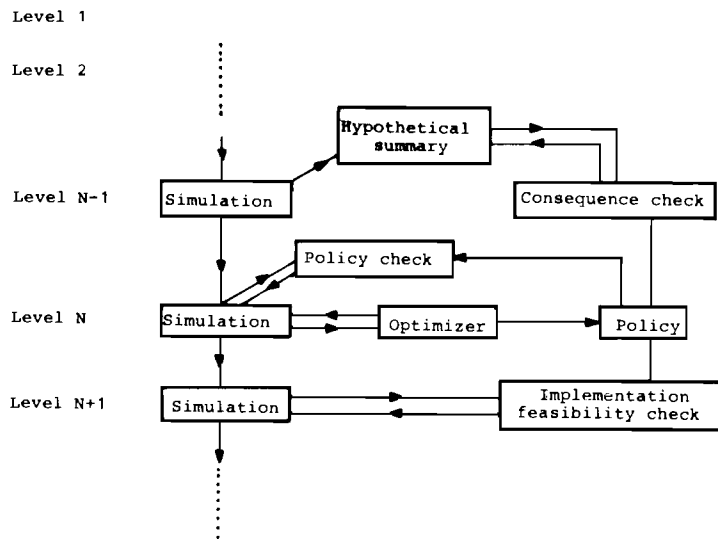 Level 1
Level 2
Hypothetical
summary
Level N-1
Simulation
Consequence check
Policy check
Level N
Simulation
Optimizer
Policy
Level N+1
Simulation
Implementation
feasibility check